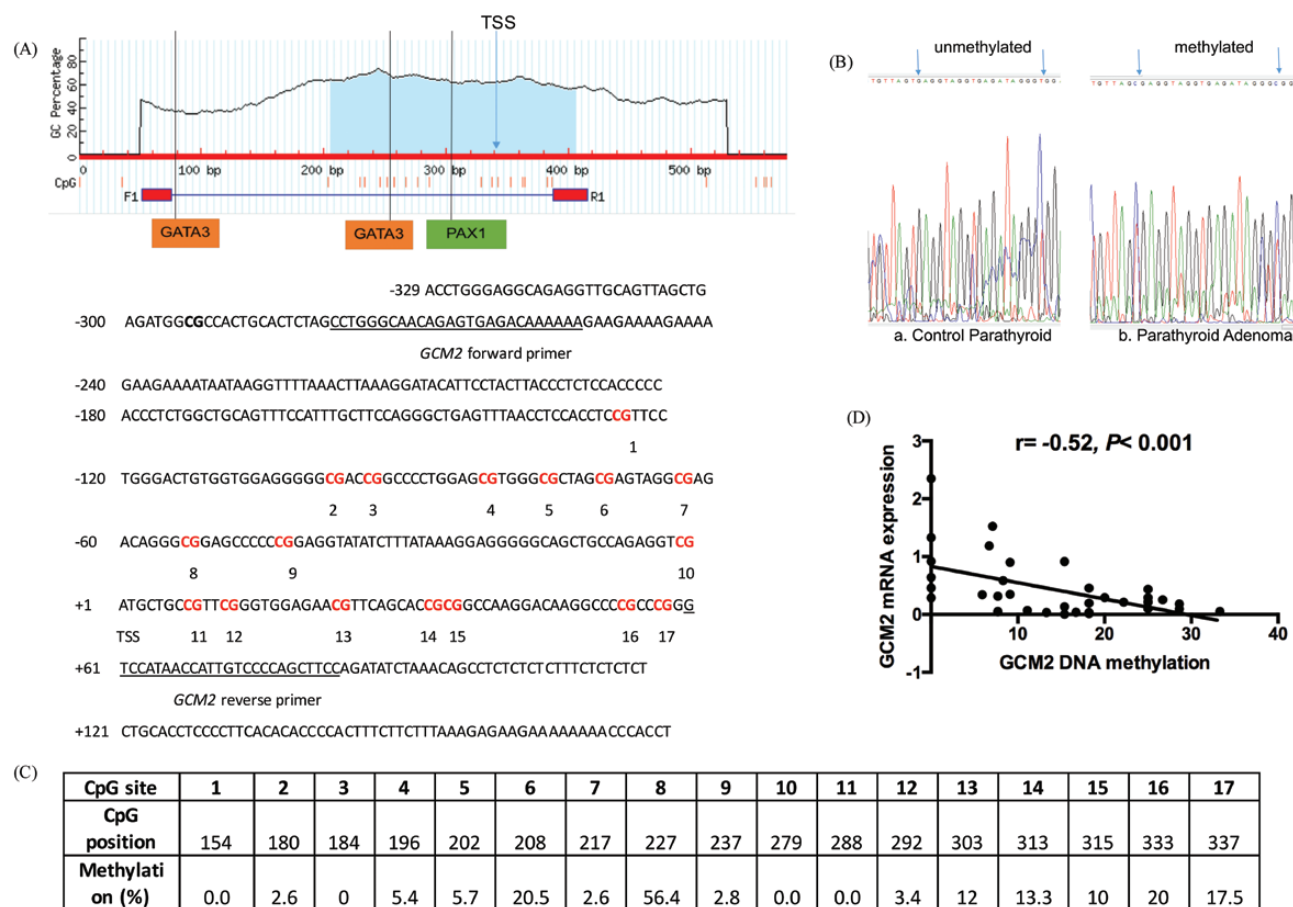 (A)
TSS
GC Percentage
80
60
40
20
0
0 100 bp 200 bp 300 bp 400 bp 500 bp
CpG
F1 R1
GATA3 GATA3 PAX1
-329 ACCTGGGAGGCAGAGGTTGCAGTTAGCTG
-300 AGATGGCGCCACTGCACTCTAGCCTGGGCAACAGAGTGAGACAAAAAAGAAGAAAAGAAAA
GCM2 forward primer
-240 GAAGAAAATAATAAGGTTTTAAACTTAAAGGATACATTCCTACTTACCCTCTCCACCCCC
-180 ACCCTCTGGCTGCAGTTTCCATTTGCTTCCAGGGCTGAGTTTAACCTCCACCTCCGTTCC
1
-120 TGGGACTGTGGTGGAGGGGGCGACCGGCCCCTGGAGCGTGGGCGCTAGCGAGTAGGCGAG
2 3 4 5 6 7
-60 ACAGGGCGGAGCCCCCCGGAGGTATATCTTTATAAAGGAGGGGGCAGCTGCCAGAGGTCG
8 9 10
+1 ATGCTGCCGTTCGGGTGGAGAACGTTCAGCACCGCGGCCAAGGACAAGGCCCCGCCCGGG
TSS 11 12 13 14 15 16 17
+61 TCCATAACCATTGTCCCCAGCTTCCAGATATCTAAACAGCCTCTCTCTCTTTCTCTCTCT
GCM2 reverse primer
+121 CTGCACCTCCCCTTCACACACCCCACTTTCTTCTTTAAAGAGAAGAAAAAAAAACCCACCT
(B)
unmethylated methylated
TGTTAGTGAGGTAGGTGAGATAGGGTGG. TGTTAGCGAGGTAGGTGAGATAGGGCGG
a. Control Parathyroid b. Parathyroid Adenoma
(D)
r= -0.52, P< 0.001
GCM2 mRNA expression
3
2
1
0
-1
10 20 30 40
GCM2 DNA methylation
(C)
CpG site 1 2 3 4 5 6 7 8 9 10 11 12 13 14 15 16 17
CpG position 154 180 184 196 202 208 217 227 237 279 288 292 303 313 315 333 337
Methylati on (%) 0.0 2.6 0 5.4 5.7 20.5 2.6 56.4 2.8 0.0 0.0 3.4 12 13.3 10 20 17.5